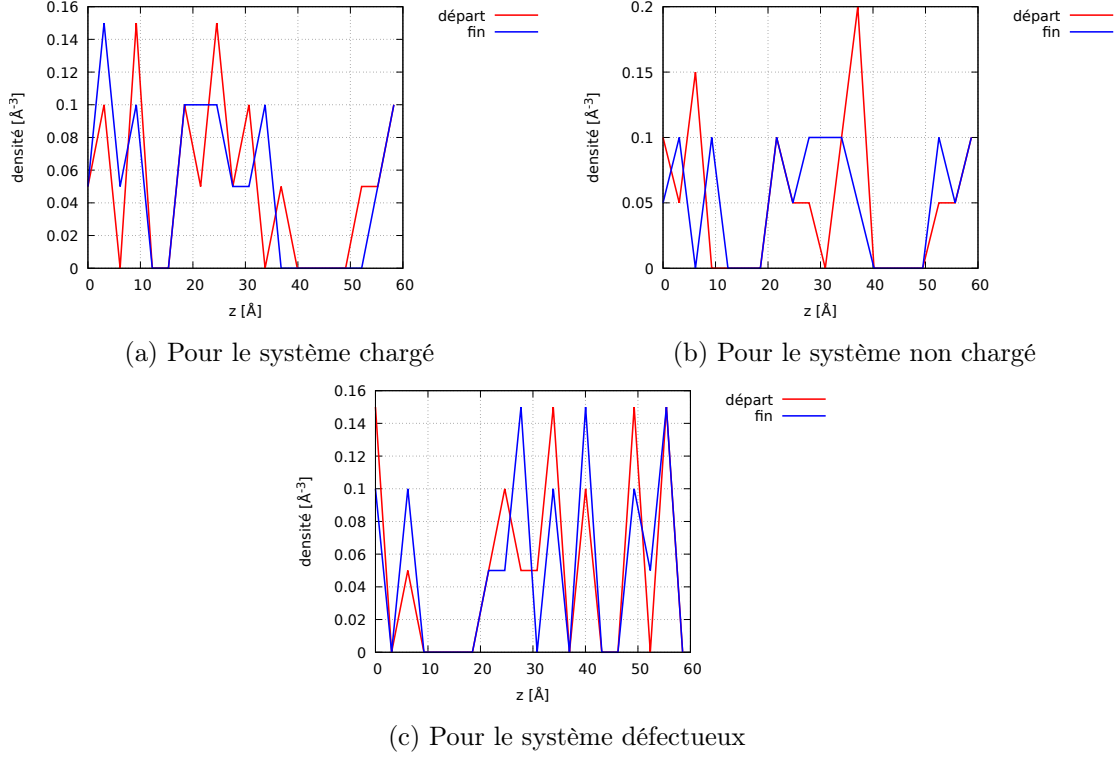 0.16
0.14
0.12
0.1
0.08
0.06
0.04
0.02
0
densité [Å-3]
0 10 20 30 40 50 60
z [Å]
départ
fin
(a) Pour le système chargé
0.2
0.15
0.1
0.05
0
densité [Å-3]
0 10 20 30 40 50 60
z [Å]
départ
fin
(b) Pour le système non chargé
0.16
0.14
0.12
0.1
0.08
0.06
0.04
0.02
0
densité [Å-3]
0 10 20 30 40 50 60
z [Å]
départ
fin
(c) Pour le système défectueux